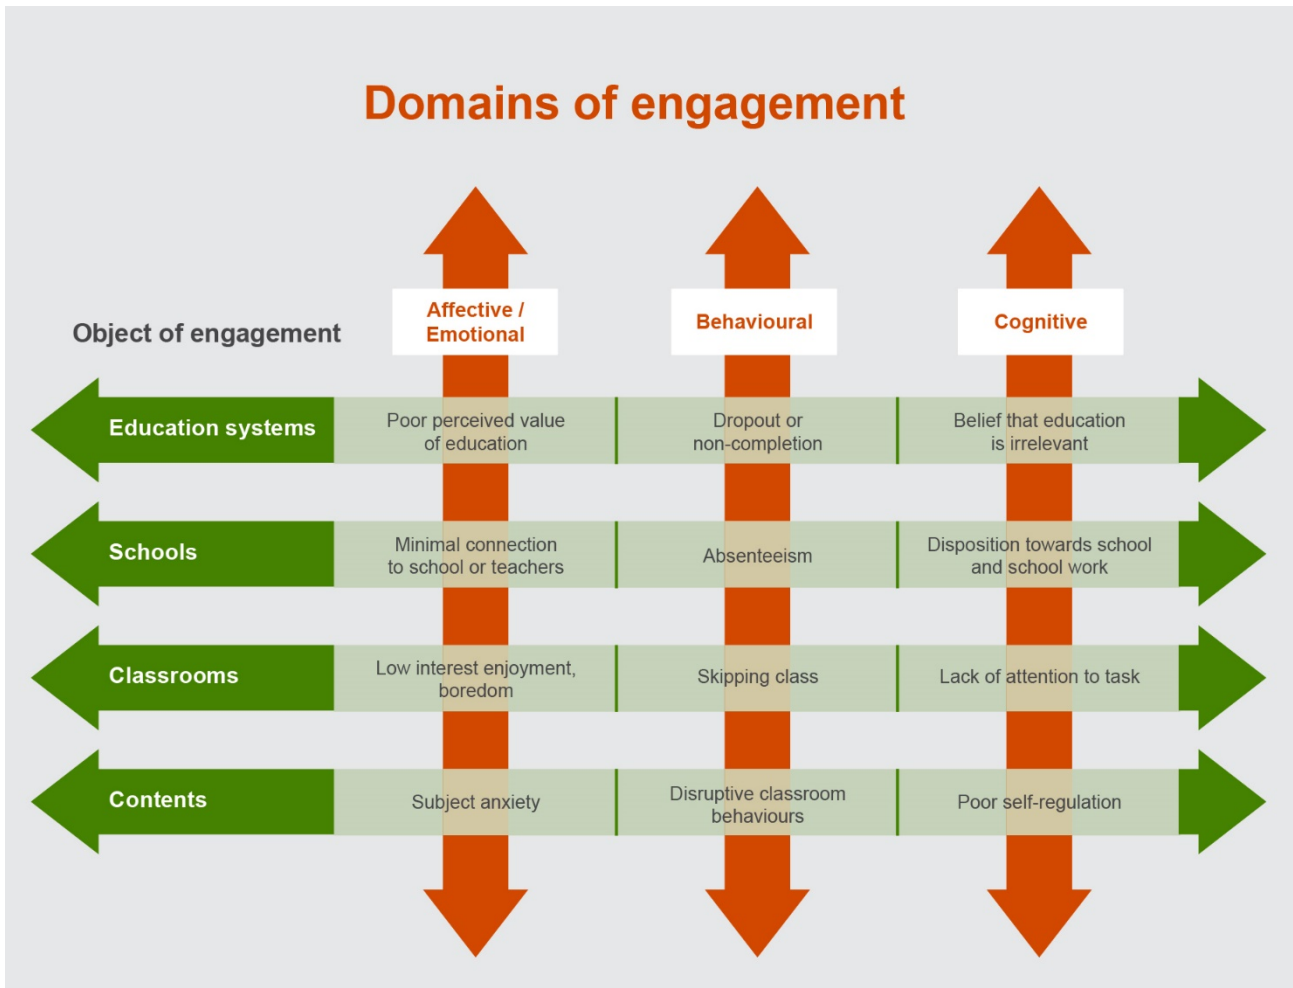 Domains of engagement
Object of engagement
Affective /
Emotional
Behavioural
Cognitive
Education systems
Poor perceived value
of education
Dropout or
non-completion
Belief that education
is irrelevant
Schools
Minimal connection
to school or teachers
Absenteeism
Disposition towards school
and school work
Classrooms
Low interest enjoyment,
boredom
Skipping class
Lack of attention to task
Contents
Subject anxiety
Disruptive classroom
behaviours
Poor self-regulation